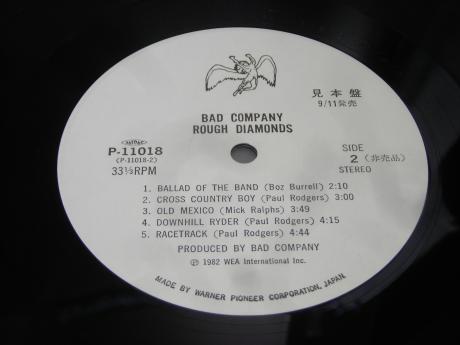 見本盤
9/11発売
BAD COMPANY
ROUGH DIAMONDS
P-11018
(P-11018-2)
33⅓RPM
SIDE
2 (非売品)
STEREO
1. BALLAD OF THE BAND (Boz Burrell) 2:10
2. CROSS COUNTRY BOY (Paul Rodgers) 3:00
3. OLD MEXICO (Mick Ralphs) 3:49
4. DOWNHILL RYDER (Paul Rodgers) 4:15
5. RACETRACK (Paul Rodgers) 4:44
PRODUCED BY BAD COMPANY
Ⓟ 1982 WEA International Inc.
MADE BY WARNER PIONEER CORPORATION, JAPAN